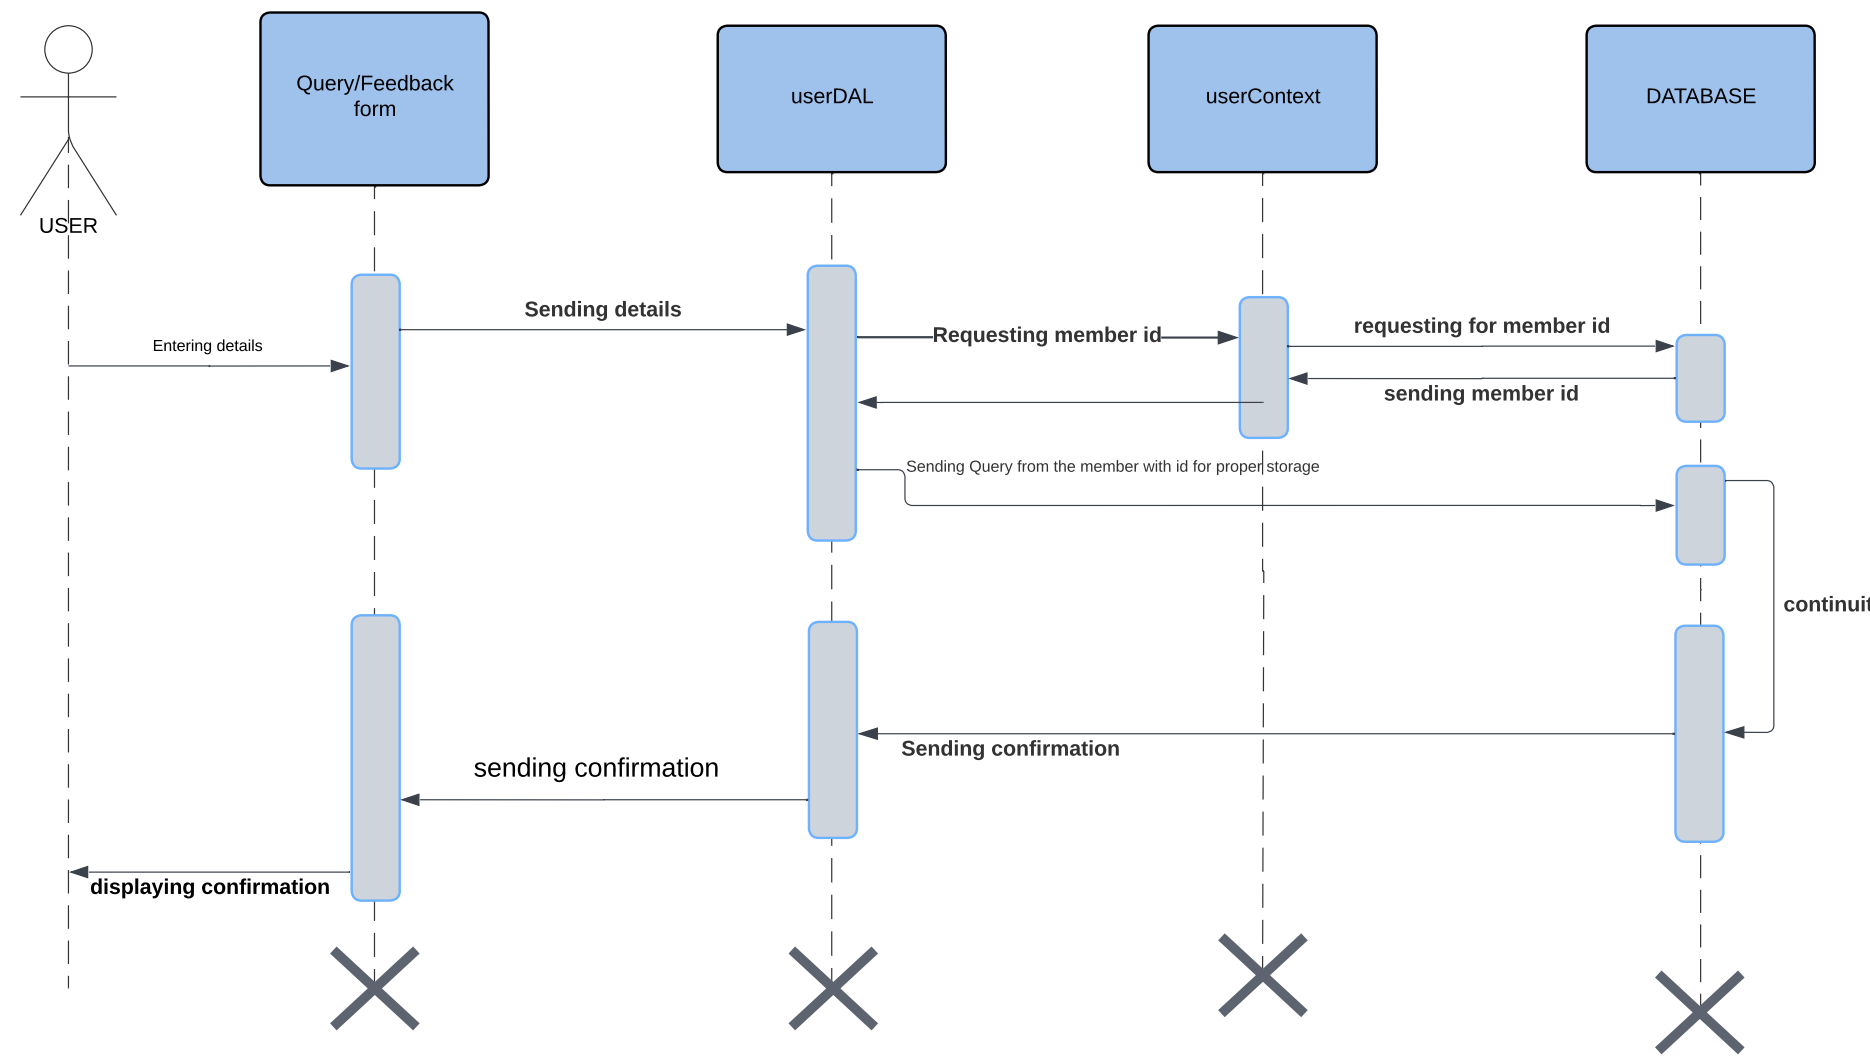 Query/Feedback
form
userDAL
userContext
DATABASE
USER
Sending details
Requesting member id
requesting for member id
Entering details
sending member id
Sending Query from the member with id for proper storage
continuit
Sending confirmation
sending confirmation
displaying confirmation